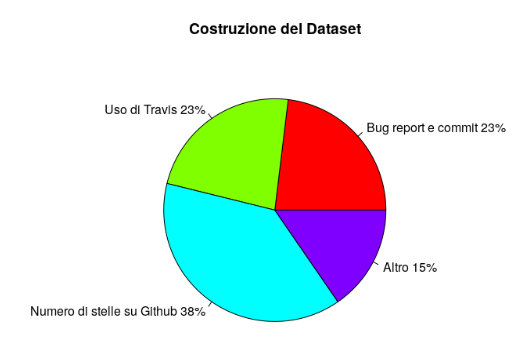 Costruzione del Dataset
Uso di Travis 23%
Bug report e commit 23%
Altro 15%
Numero di stelle su Github 38%